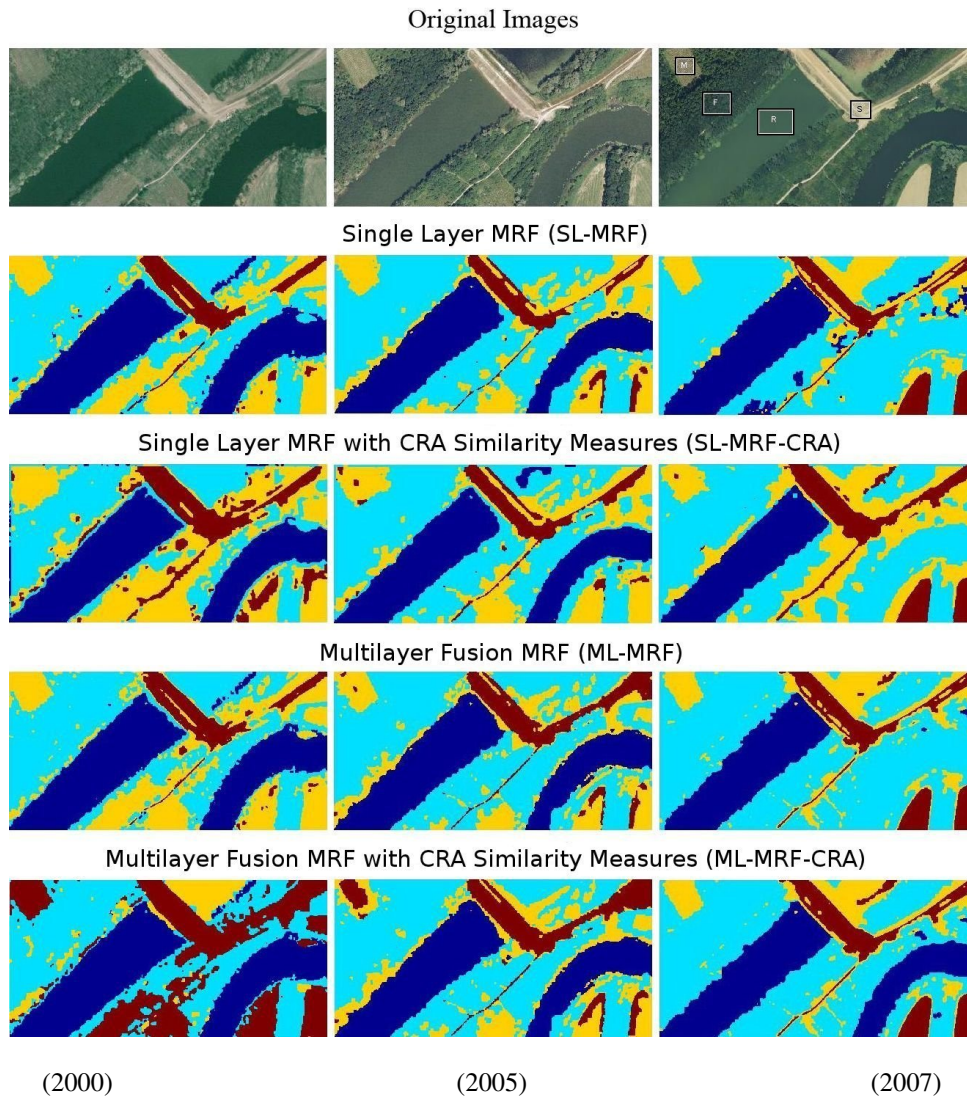 Original Images
M
F
R
S
Single Layer MRF (SL-MRF)
Single Layer MRF with CRA Similarity Measures (SL-MRF-CRA)
Multilayer Fusion MRF (ML-MRF)
Multilayer Fusion MRF with CRA Similarity Measures (ML-MRF-CRA)
(2000) (2005) (2007)